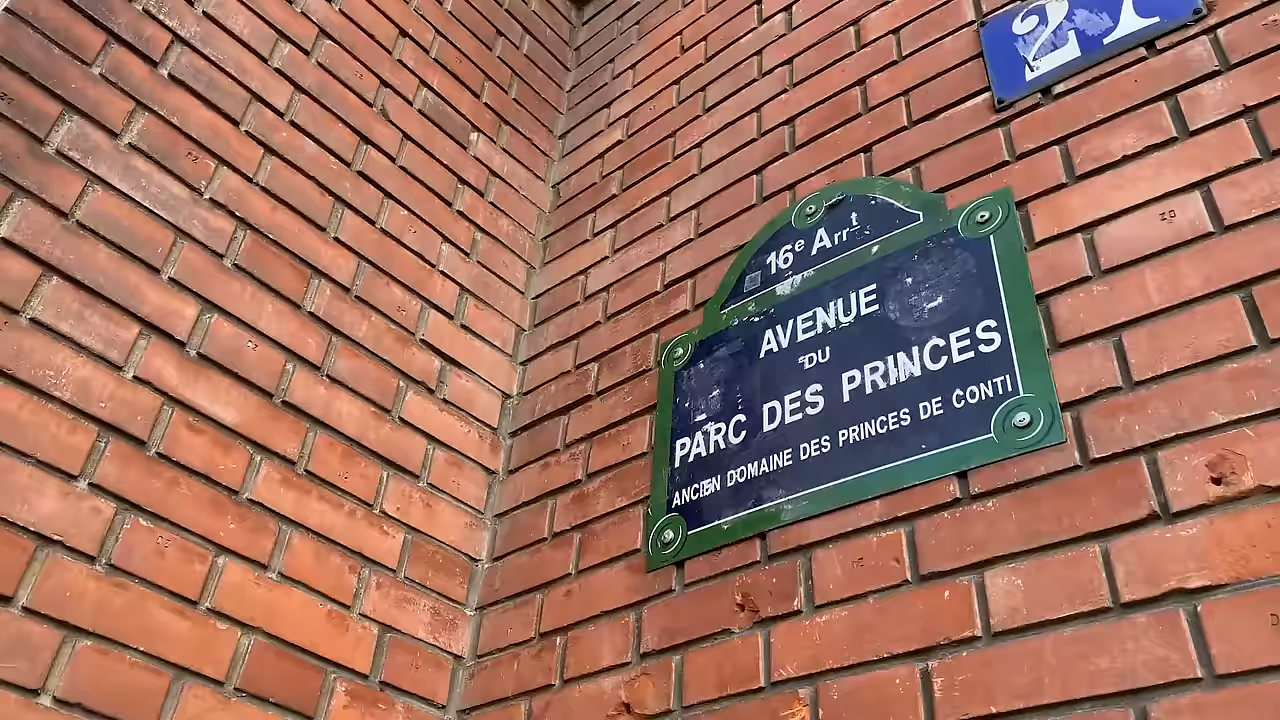 16e Arrt
AVENUE
DU
PARC DES PRINCES
ANCIEN DOMAINE DES PRINCES DE CONTI